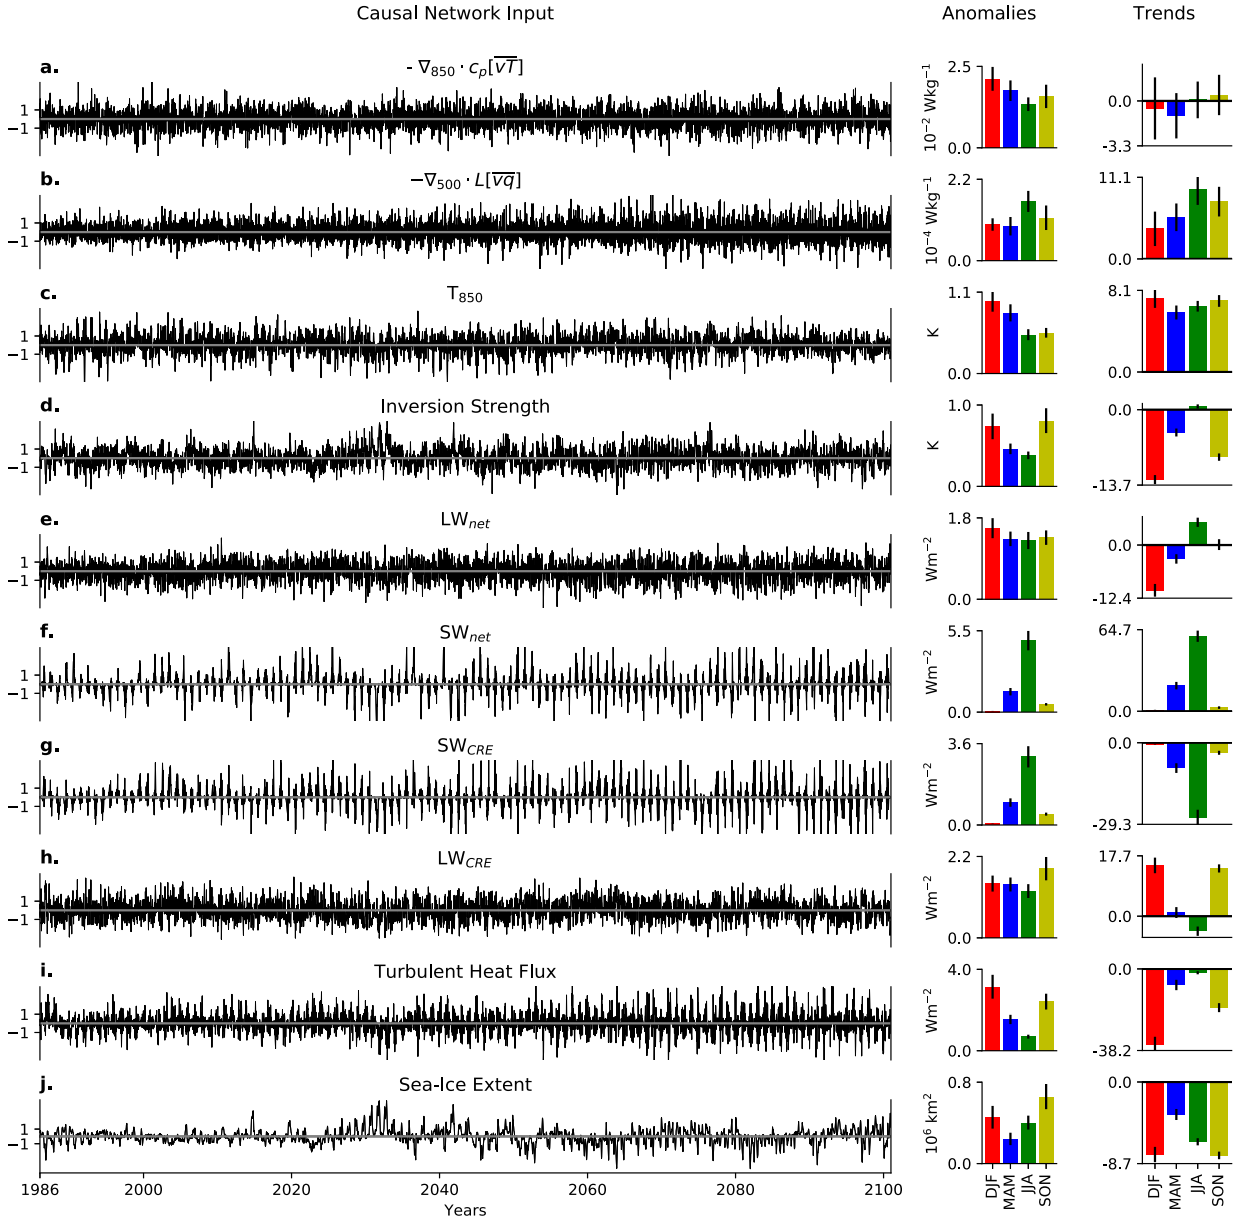 Causal Network Input Anomalies Trends
a. - ∇850 · cp[vT]
1
−1
2.5
0.0
10−2 Wkg−1
0.0
-3.3
b. −∇500 · L[vq]
1
−1
2.2
0.0
10−4 Wkg−1
11.1
0.0
c. T850
1
−1
1.1
0.0
K
8.1
0.0
d. Inversion Strength
1
−1
1.0
0.0
K
0.0
-13.7
e. LWnet
1
−1
1.8
0.0
Wm−2
0.0
-12.4
f. SWnet
1
−1
5.5
0.0
Wm−2
64.7
0.0
g. SWCRE
1
−1
3.6
0.0
Wm−2
0.0
-29.3
h. LWCRE
1
−1
2.2
0.0
Wm−2
17.7
0.0
i. Turbulent Heat Flux
1
−1
4.0
0.0
Wm−2
0.0
-38.2
j. Sea-Ice Extent
1
−1
0.8
0.0
10⁶ km²
0.0
-8.7
1986 2000 2020 2040 2060 2080 2100
Years
DJF MAM JJA SON
DJF MAM JJA SON